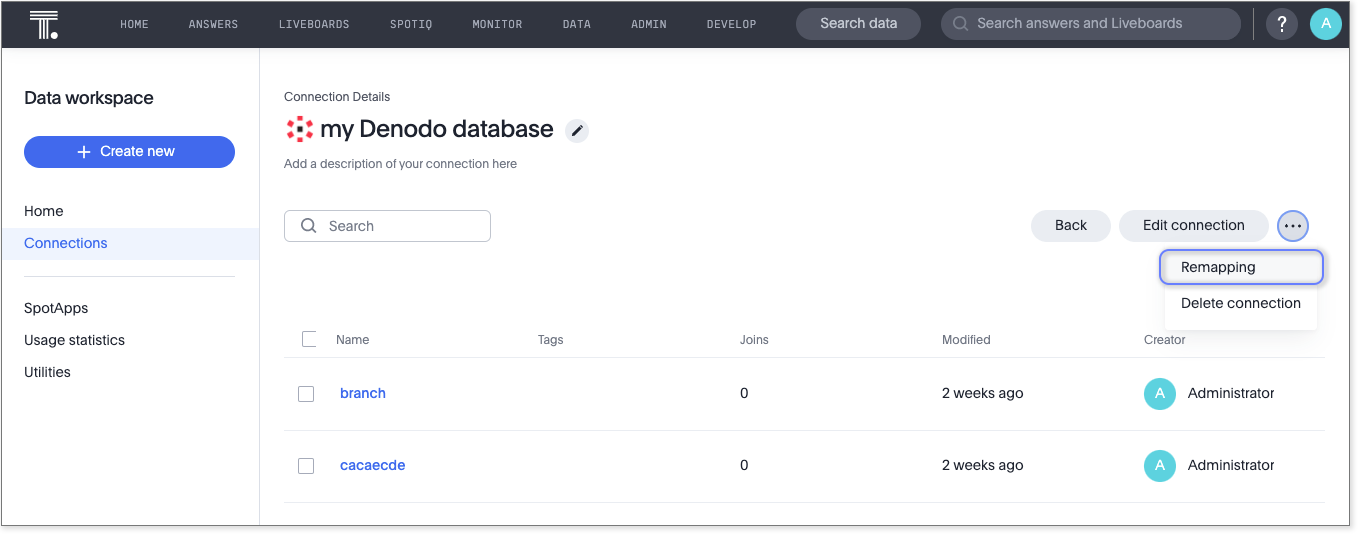 HOME ANSWERS LIVEBOARDS SPOTIQ MONITOR DATA ADMIN DEVELOP Search data Search answers and Liveboards ? A
Data workspace
Create new
Home
Connections
SpotApps
Usage statistics
Utilities
Connection Details
my Denodo database
Add a description of your connection here
Search Back Edit connection
Remapping
Delete connection
Name Tags Joins Modified Creator
branch 0 2 weeks ago A Administrator
cacaecde 0 2 weeks ago A Administrator